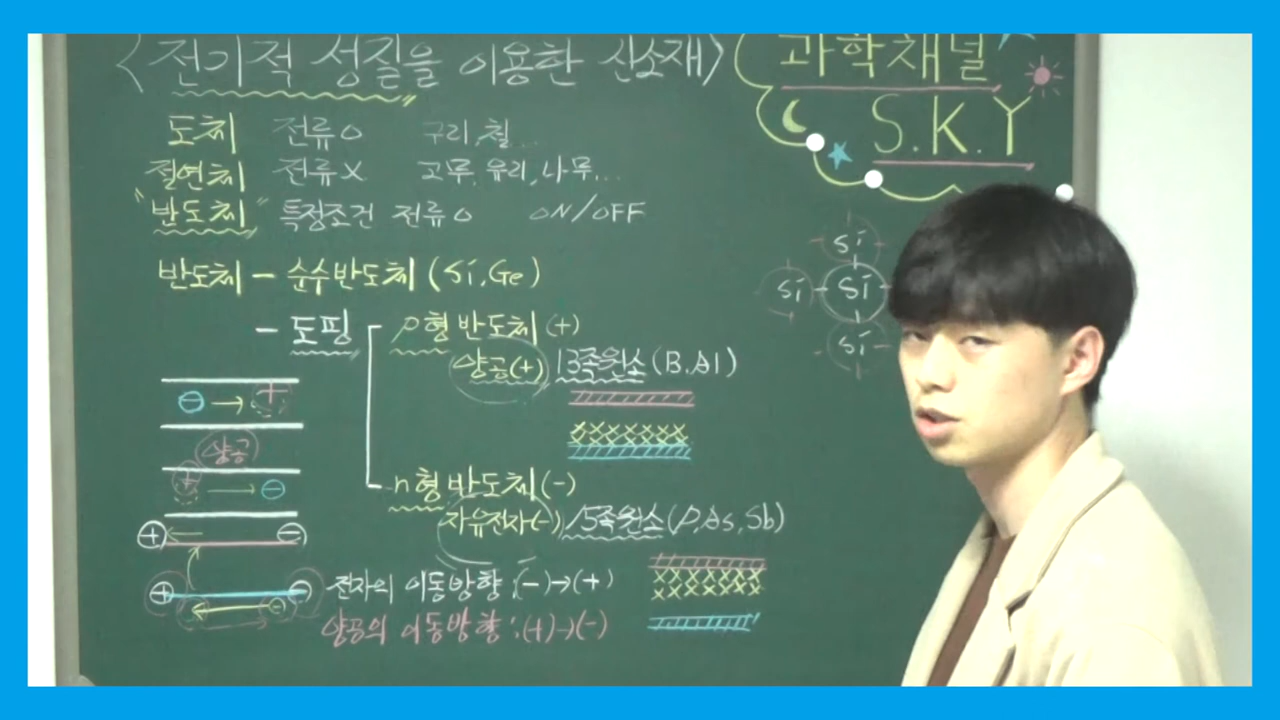 <전기적 성질을 이용한 신소재>
과학채널
S.K.Y
도체 전류o 구리,철...
절연체 전류X 고무,유리,나무...
"반도체" 특정조건 전류o ON/OFF
반도체 - 순수반도체 (Si,Ge)
- 도핑
p형 반도체(+)
양공(+) 13족원소(B.Al)
n형 반도체(-)
자유전자(-) 15족원소(P,As,Sb)
전자의 이동방향:(-)→(+)
양공의 이동방향:(+)→(-)
⊖ → +
양공
+ → ⊖
⊕ ← ⊖
⊕ ⊖
⊖
Si
Si - Si
Si